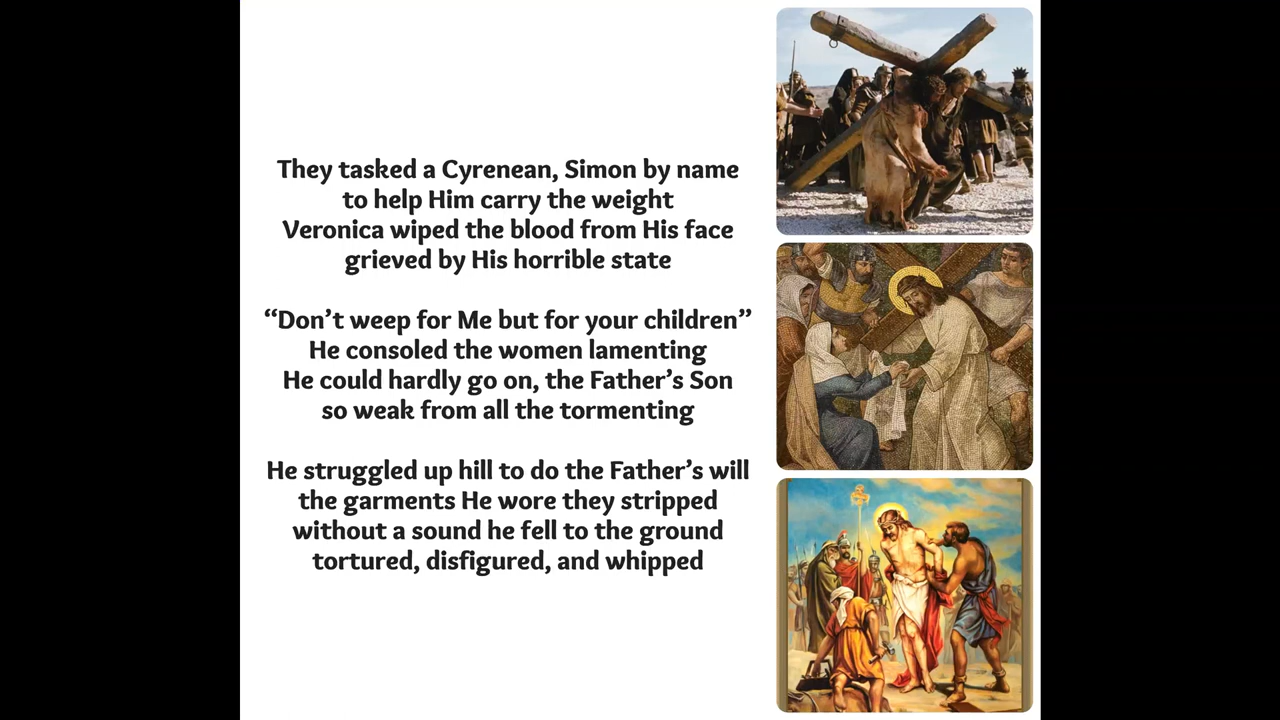 They tasked a Cyrenean, Simon by name
to help Him carry the weight
Veronica wiped the blood from His face
grieved by His horrible state
“Don’t weep for Me but for your children”
He consoled the women lamenting
He could hardly go on, the Father’s Son
so weak from all the tormenting
He struggled up hill to do the Father’s will
the garments He wore they stripped
without a sound he fell to the ground
tortured, disfigured, and whipped